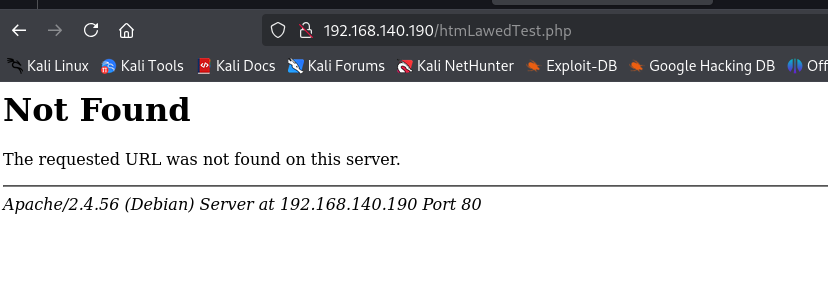 192.168.140.190/htmLawedTest.php
Kali Linux Kali Tools Kali Docs Kali Forums Kali NetHunter Exploit-DB Google Hacking DB Off
Not Found
The requested URL was not found on this server.
Apache/2.4.56 (Debian) Server at 192.168.140.190 Port 80